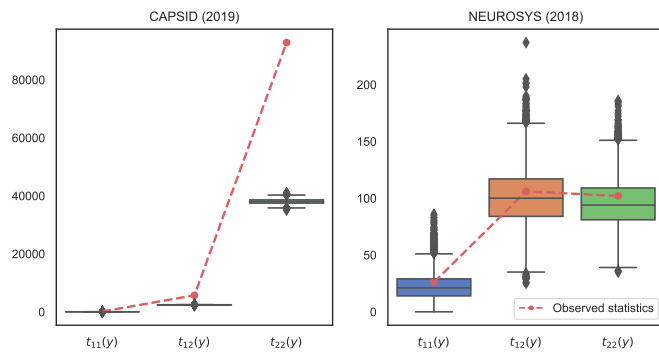 CAPSID (2019)
80000
60000
40000
20000
0
t11(y)
t12(y)
t22(y)
NEUROSYS (2018)
200
150
100
50
0
Observed statistics
t11(y)
t12(y)
t22(y)